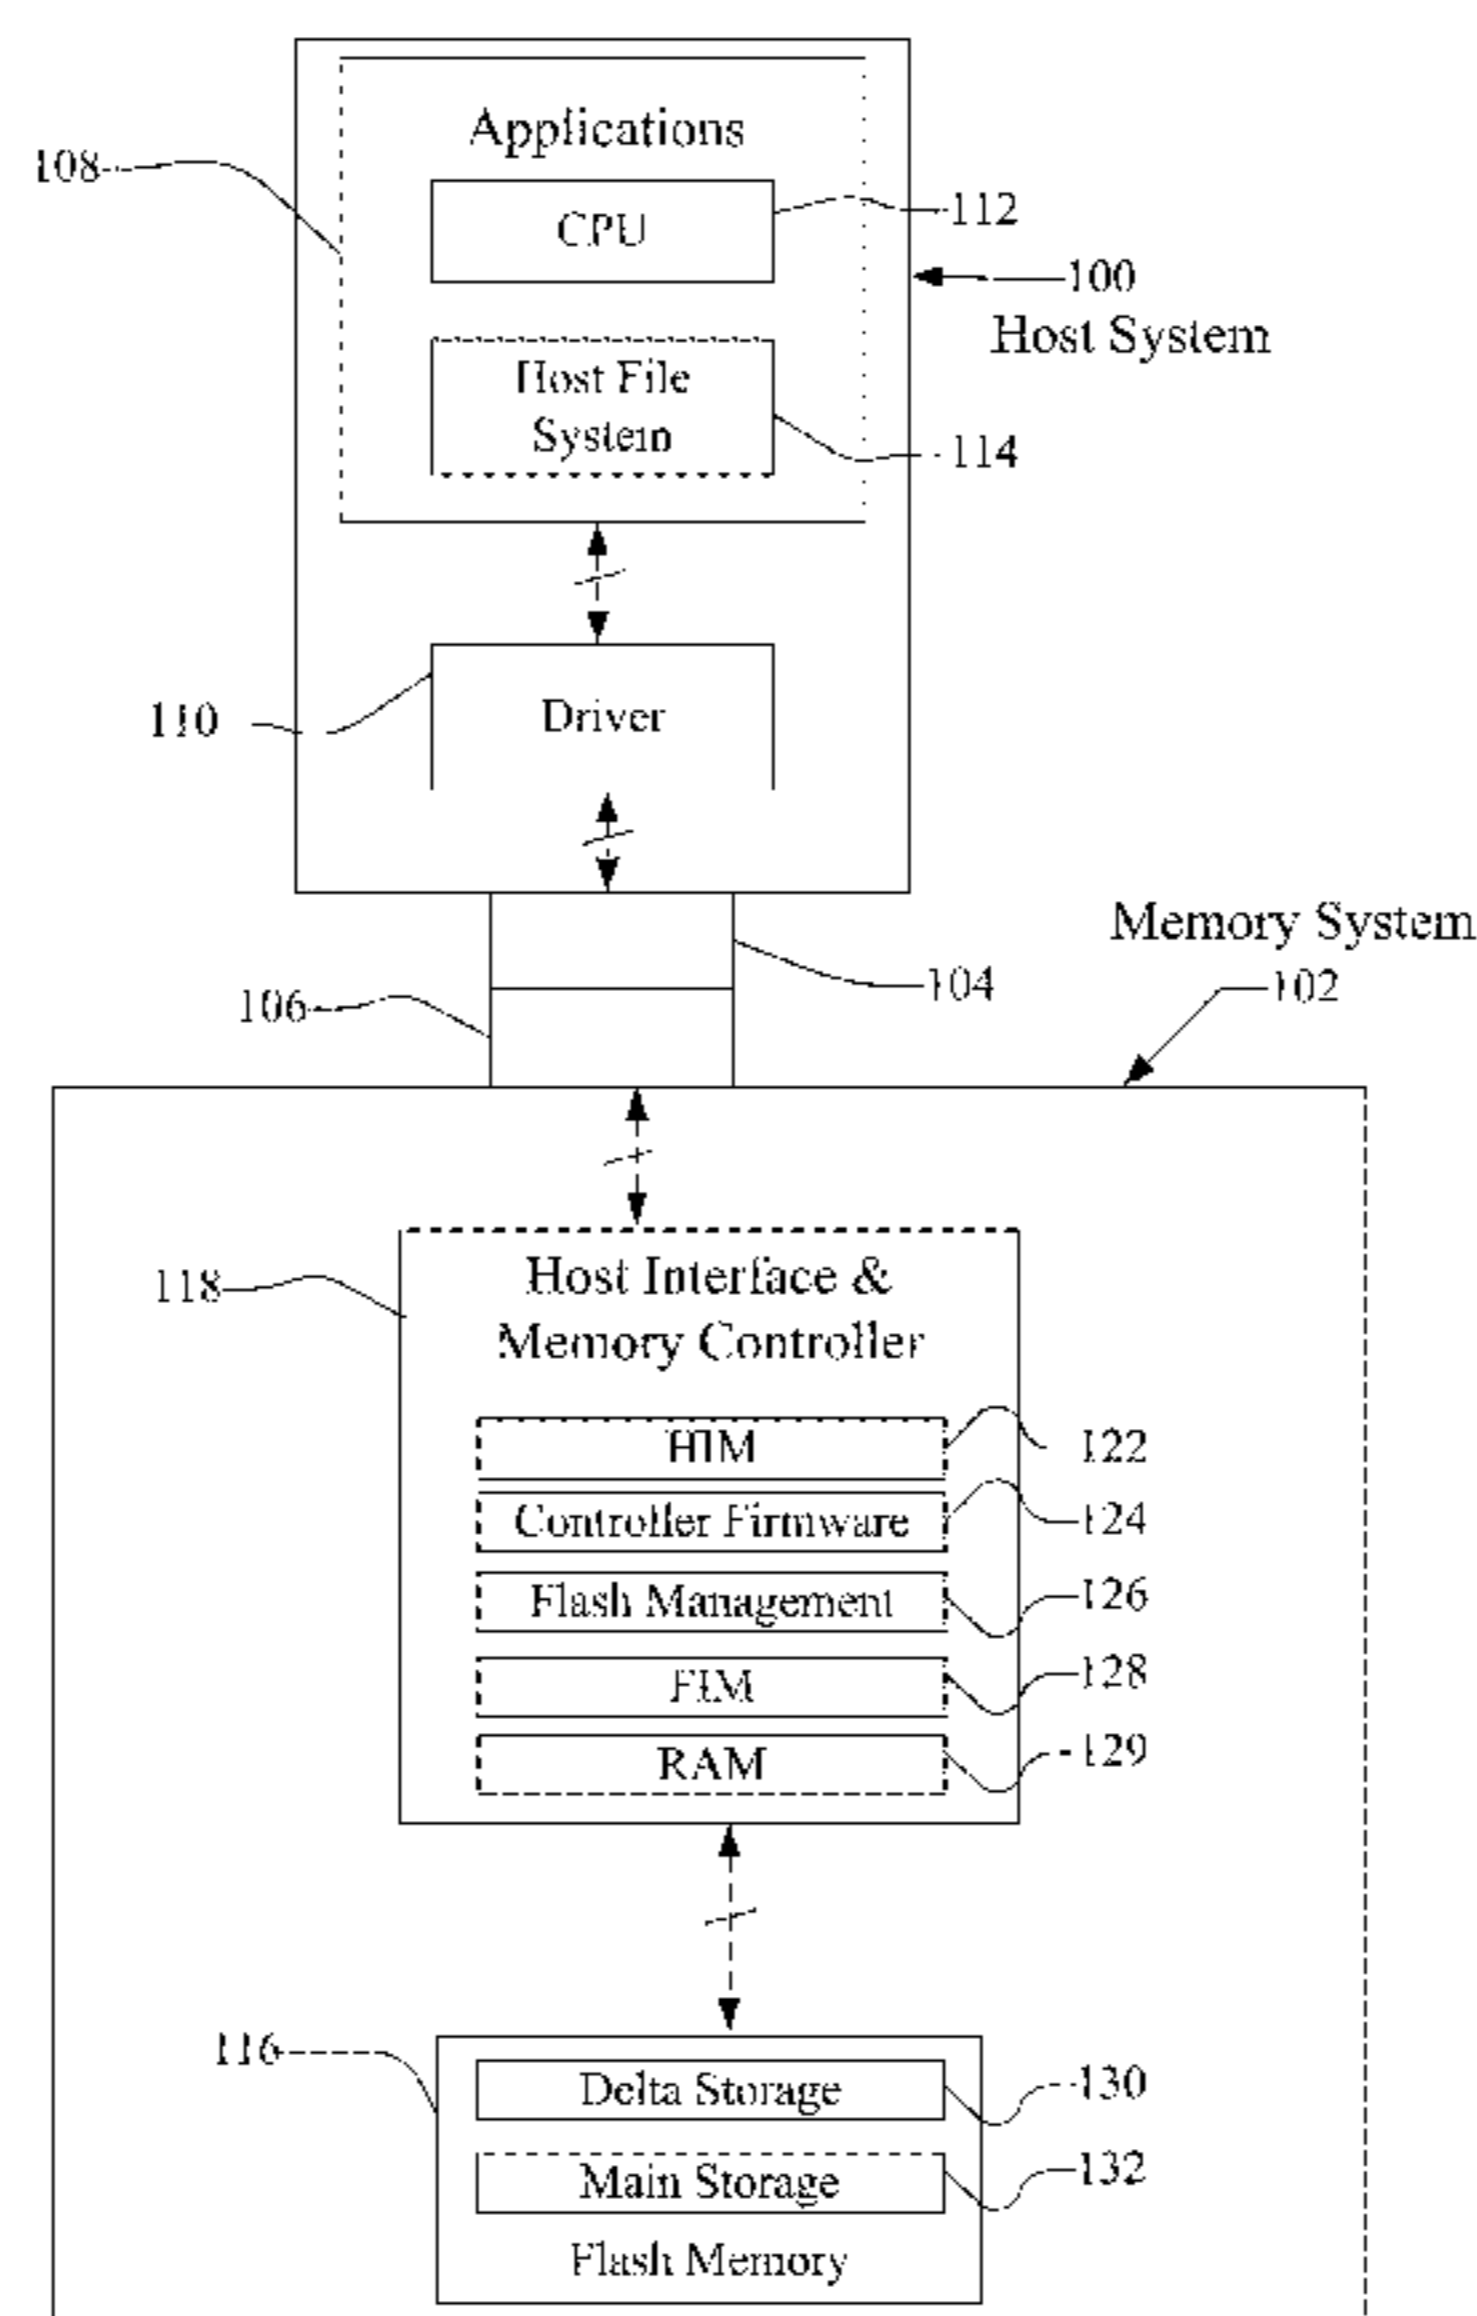 Applications
108
CPU
112
100
Host System
Host File
System
114
110
Driver
Memory System
104
102
106
118
Host Interface &
Memory Controller
HIM
122
Controller Firmware
124
Flash Management
126
FIM
128
RAM
129
116
Delta Storage
130
Main Storage
132
Flash Memory